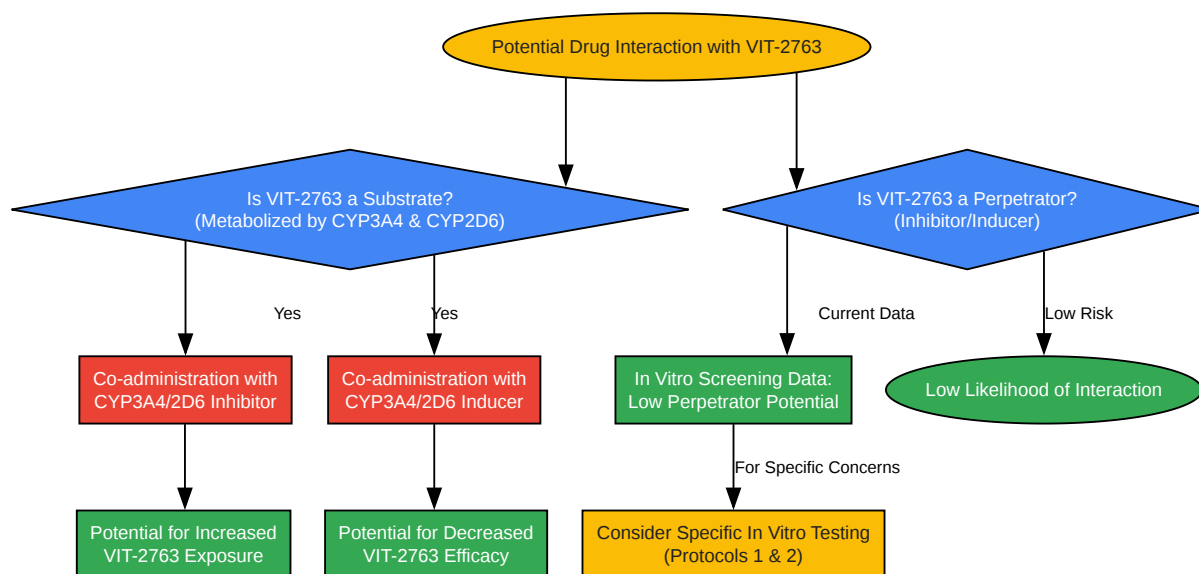 Potential Drug Interaction with VIT-2763
Is VIT-2763 a Substrate?
(Metabolized by CYP3A4 & CYP2D6)
Is VIT-2763 a Perpetrator?
(Inhibitor/Inducer)
Yes
Yes
Current Data
Low Risk
Co-administration with
CYP3A4/2D6 Inhibitor
Co-administration with
CYP3A4/2D6 Inducer
In Vitro Screening Data:
Low Perpetrator Potential
Low Likelihood of Interaction
For Specific Concerns
Potential for Increased
VIT-2763 Exposure
Potential for Decreased
VIT-2763 Efficacy
Consider Specific In Vitro Testing
(Protocols 1 & 2)